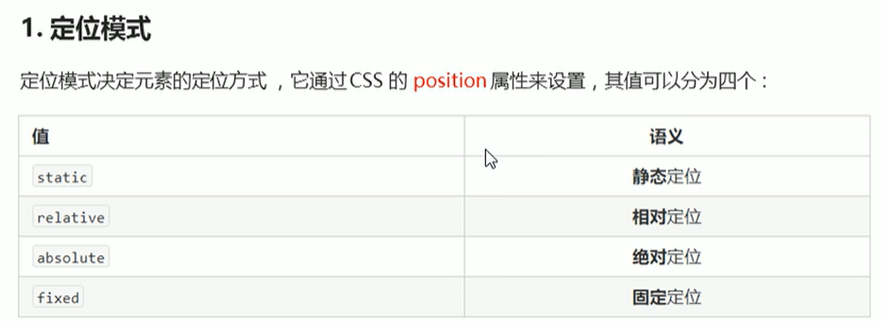 1. 定位模式
定位模式决定元素的定位方式 ，它通过CSS 的 position 属性来设置，其值可以分为四个：
值 语义
static 静态定位
relative 相对定位
absolute 绝对定位
fixed 固定定位